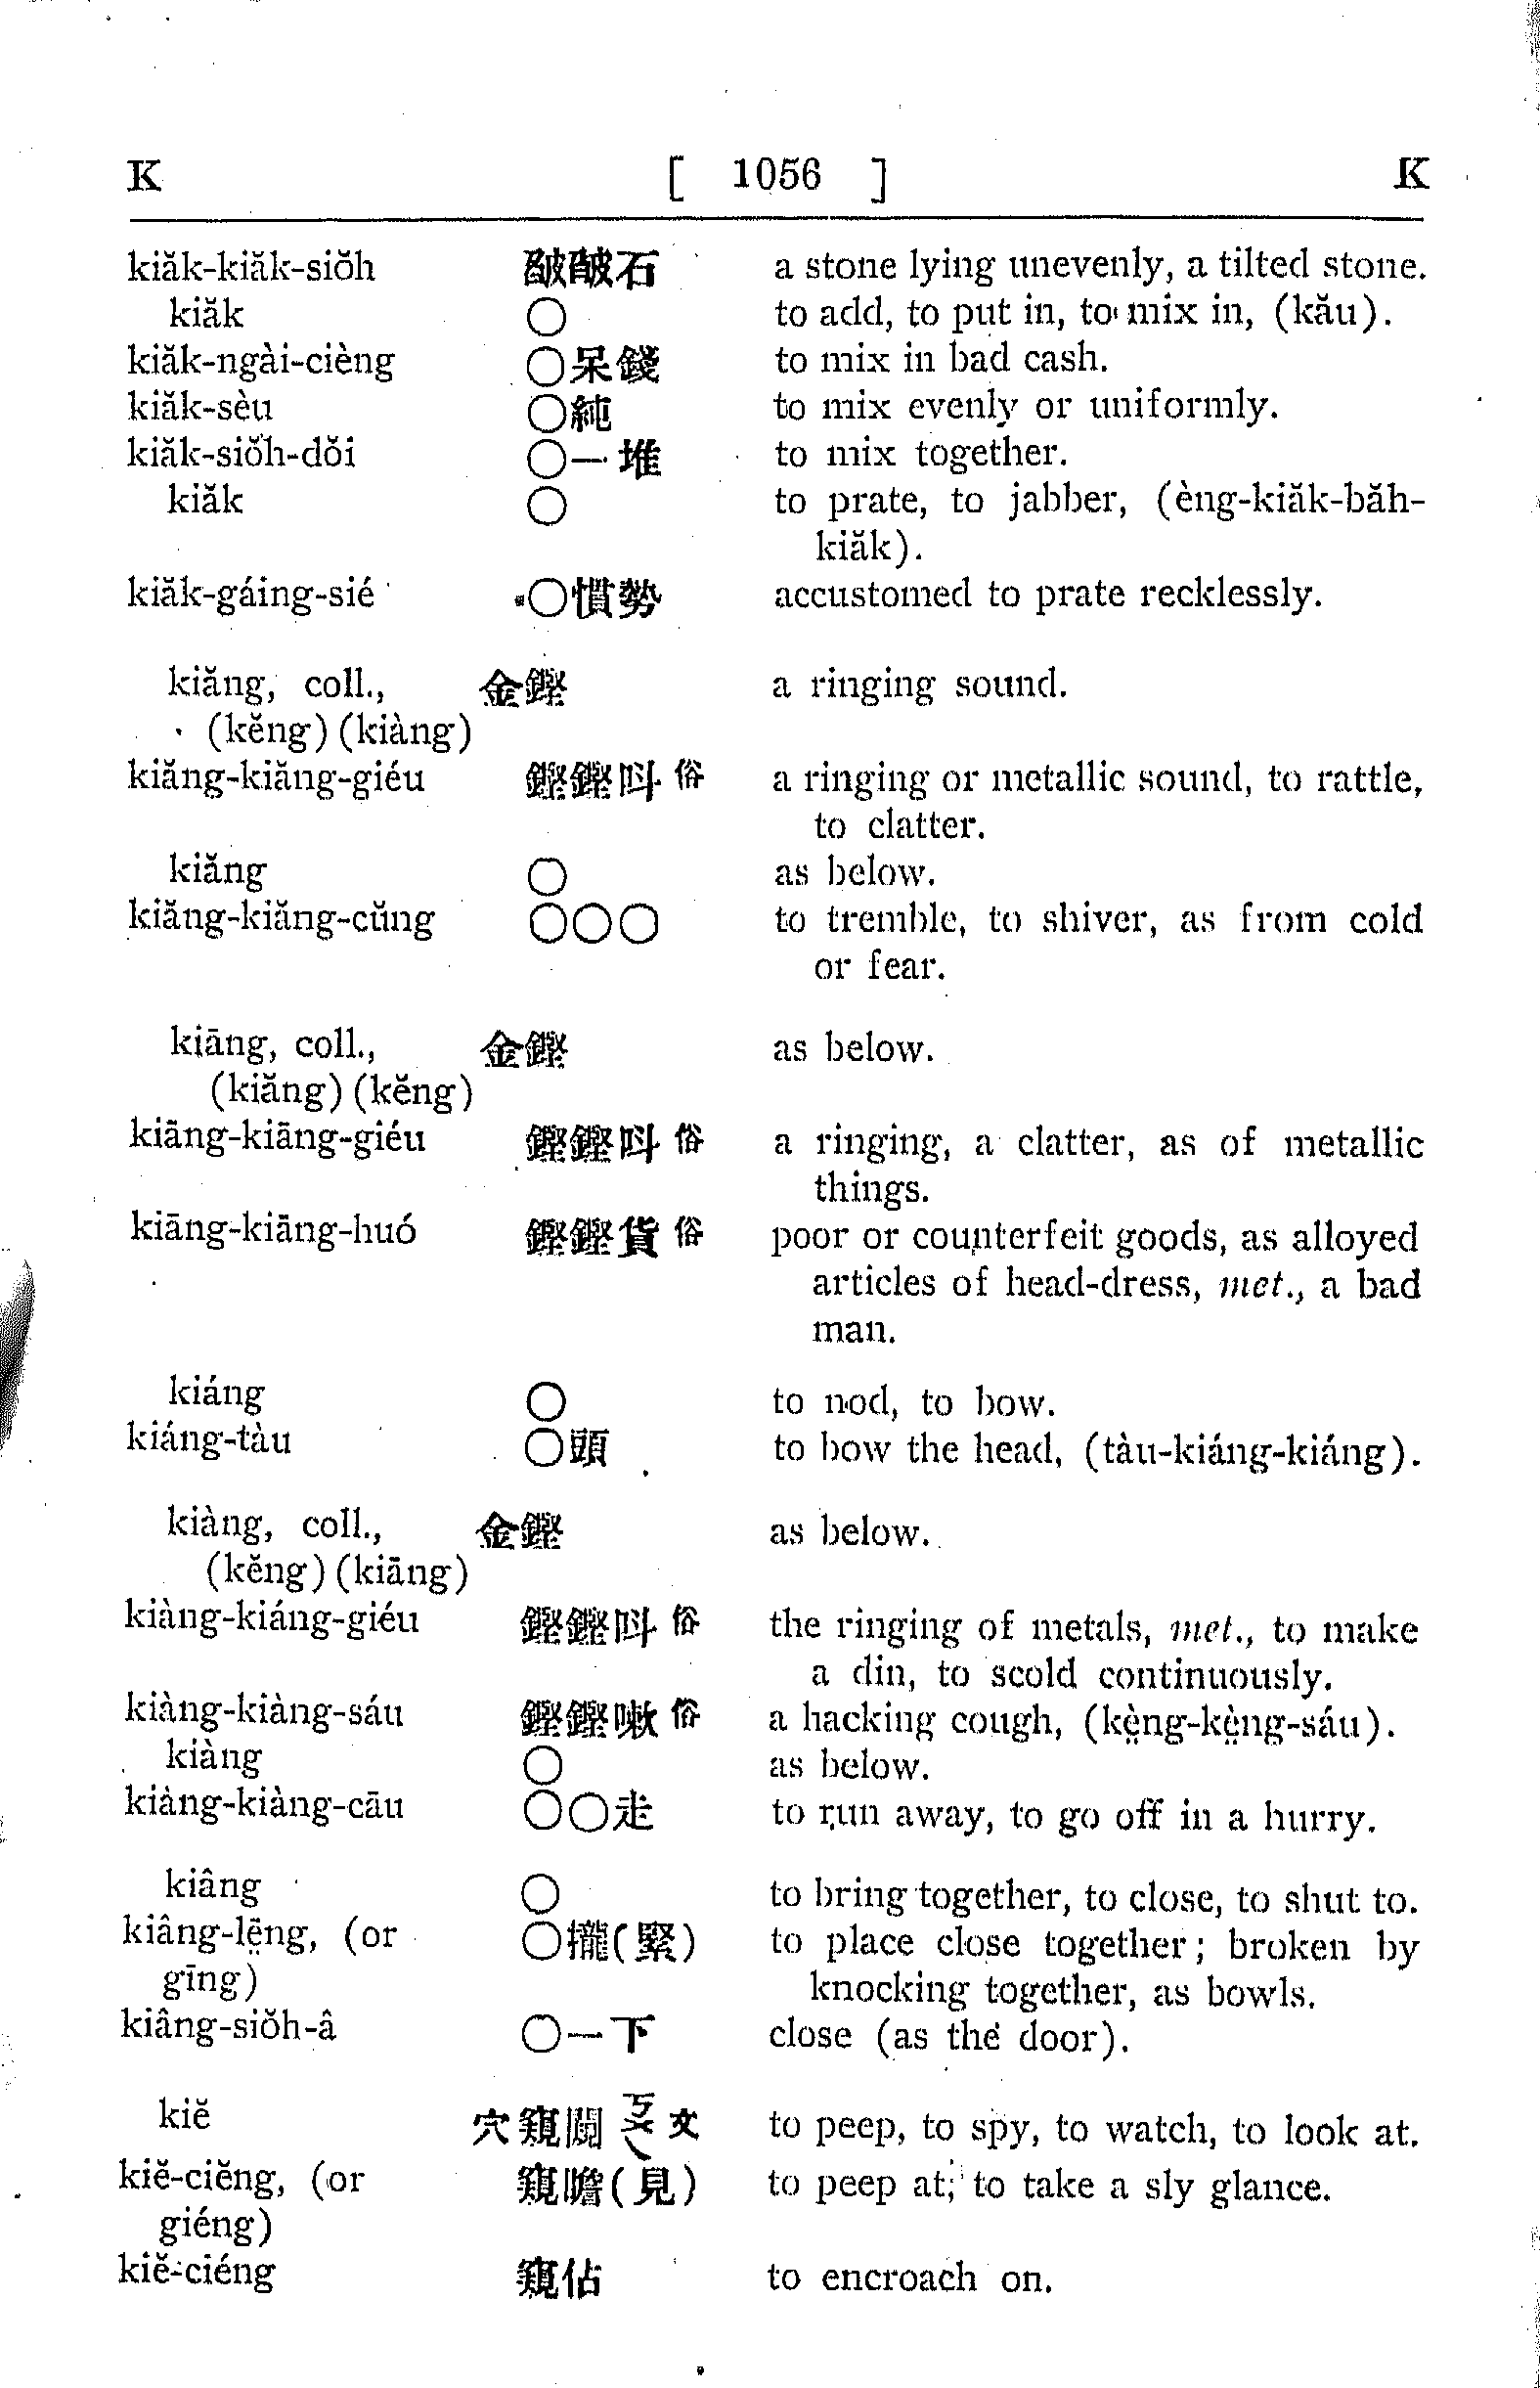 K [ 1056 ] K
kiăk-kiăk-siŏh 皵皵石 a stone lying unevenly, a tilted stone.
kiăk ○ to add, to put in, to mix in, (kău).
kiăk-ngài-cièng ○呆錢 to mix in bad cash.
kiăk-sèu ○純 to mix evenly or uniformly.
kiăk-siŏh-dŏi ○一堆 to mix together.
kiăk ○ to prate, to jabber, (èng-kiăk-băh-
kiăk).
kiăk-gáing-sié ○慣勢 accustomed to prate recklessly.
kiăng, coll., 金鏗 a ringing sound.
(kĕng) (kiàng)
kiăng-kiăng-giéu 鏗鏗呌俗 a ringing or metallic sound, to rattle,
to clatter.
kiăng ○ as below.
kiăng-kiăng-cŭng ○○○ to tremble, to shiver, as from cold
or fear.
kiāng, coll., 金鏗 as below.
(kiăng) (kĕng)
kiāng-kiāng-giéu 鏗鏗呌俗 a ringing, a clatter, as of metallic
things.
kiāng-kiāng-huó 鏗鏗貨俗 poor or counterfeit goods, as alloyed
articles of head-dress, met., a bad
man.
kiáng ○ to nod, to bow.
kiáng-tàu ○頭 to bow the head, (tàu-kiáng-kiáng).
kiàng, coll., 金鏗 as below.
(kĕng) (kiāng)
kiàng-kiáng-giéu 鏗鏗呌俗 the ringing of metals, met., to make
a din, to scold continuously.
kiàng-kiàng-sáu 鏗鏗嗽俗 a hacking cough, (kè̤ng-kè̤ng-sáu).
kiàng ○ as below.
kiàng-kiàng-cāu ○○走 to run away, to go off in a hurry.
kiâng ○ to bring together, to close, to shut to.
kiâng-lĕ̤ng, (or ○攏(緊) to place close together; broken by
gīng) knocking together, as bowls.
kiâng-siŏh-â ○一下 close (as the door).
kiĕ 穴窺闚ㄎㄨㄟ文 to peep, to spy, to watch, to look at.
kiĕ-ciĕng, (or 窺瞻(見) to peep at; to take a sly glance.
giéng)
kiĕ-ciéng 窺佔 to encroach on.